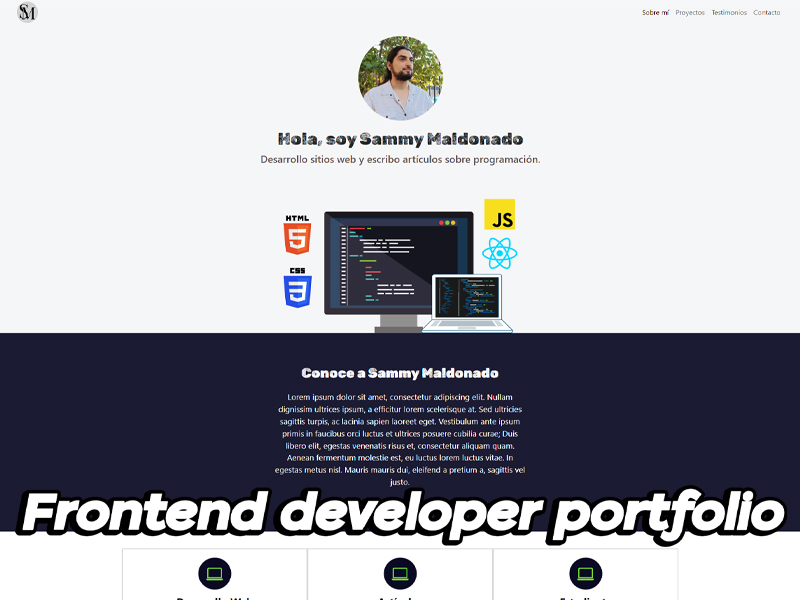 SM
Sobre mí Proyectos Testimonios Contacto
Hola, soy Sammy Maldonado
Desarrollo sitios web y escribo artículos sobre programación.
HTML
5
CSS
3
JS
Conoce a Sammy Maldonado
Lorem ipsum dolor sit amet, consectetur adipiscing elit. Nullam
dignissim ultrices ipsum, a efficitur lorem scelerisque at. Sed ultricies
sagittis turpis, ac lacinia sapien laoreet eget. Vestibulum ante ipsum
primis in faucibus orci luctus et ultrices posuere cubilia curae; Duis
libero elit, egestas venenatis risus et, consectetur aliquam quam.
Aenean fermentum molestie est, eu luctus lorem luctus vitae. In
egestas metus nisl. Mauris mauris dui, eleifend a pretium a, sagittis vel
justo.
Frontend developer portfolio